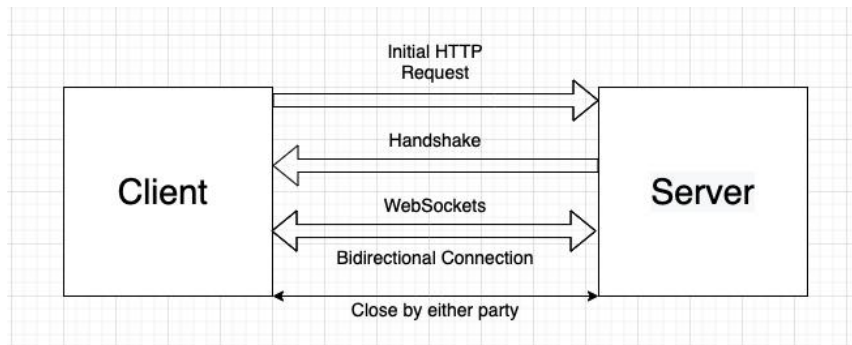 Initial HTTP
Request
Handshake
Client
Server
WebSockets
Bidirectional Connection
Close by either party